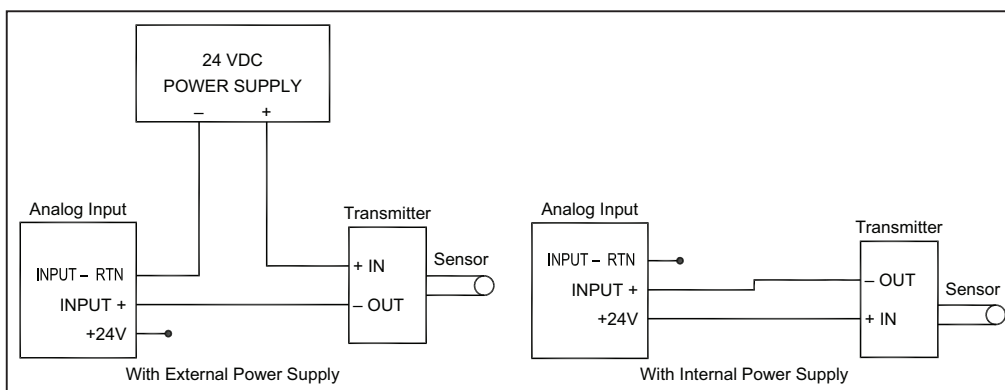 24 VDC
POWER SUPPLY
– +
Analog Input
INPUT – RTN
INPUT +
+24V
Transmitter
+ IN
– OUT
Sensor
With External Power Supply
Analog Input
INPUT – RTN
INPUT +
+24V
Transmitter
– OUT
+ IN
Sensor
With Internal Power Supply